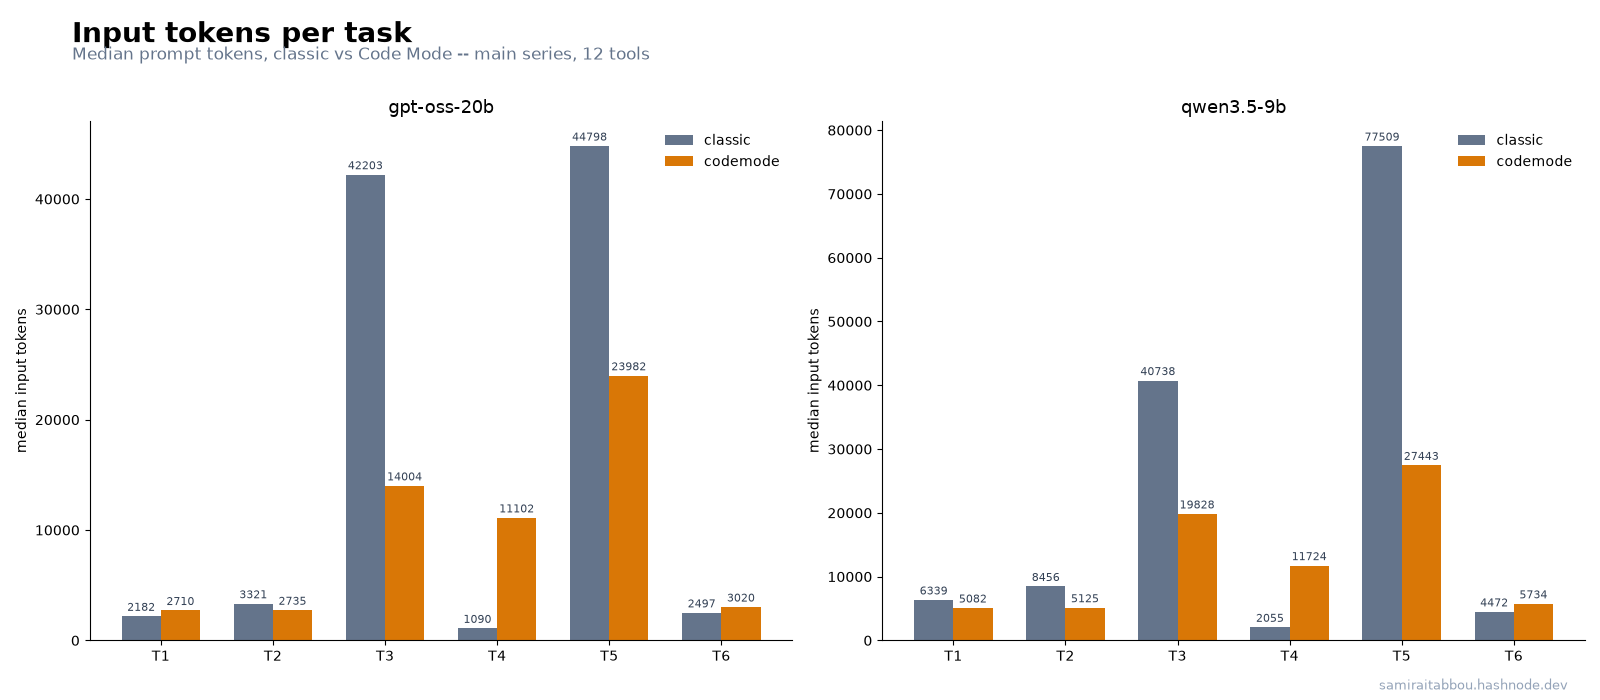 Input tokens per task
Median prompt tokens, classic vs Code Mode -- main series, 12 tools
gpt-oss-20b
median input tokens
40000
30000
20000
10000
0
classic
codemode
2182
2710
3321
2735
42203
14004
1090
11102
44798
23982
2497
3020
T1
T2
T3
T4
T5
T6
qwen3.5-9b
median input tokens
80000
70000
60000
50000
40000
30000
20000
10000
0
classic
codemode
6339
5082
8456
5125
40738
19828
2055
11724
77509
27443
4472
5734
T1
T2
T3
T4
T5
T6
samiraitabbou.hashnode.dev